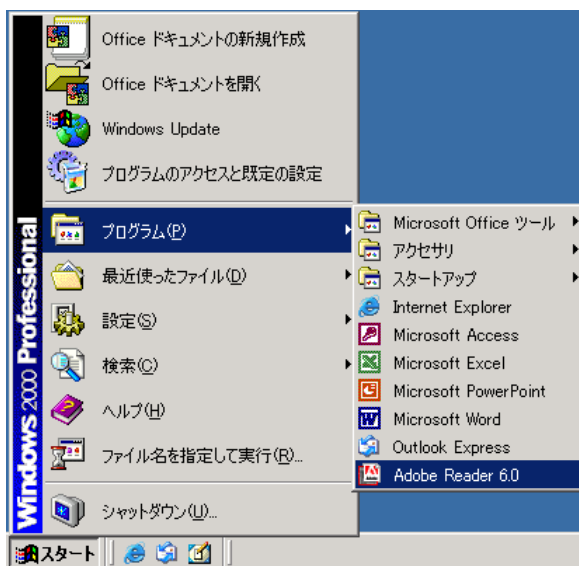 Office ドキュメントの新規作成
Office ドキュメントを開く
Windows Update
プログラムのアクセスと既定の設定
プログラム(P)
最近使ったファイル(D)
設定(S)
検索(C)
ヘルプ(H)
ファイル名を指定して実行(R)...
シャットダウン(U)...
Windows 2000 Professional
Microsoft Office ツール
アクセサリ
スタートアップ
Internet Explorer
Microsoft Access
Microsoft Excel
Microsoft PowerPoint
Microsoft Word
Outlook Express
Adobe Reader 6.0
スタート